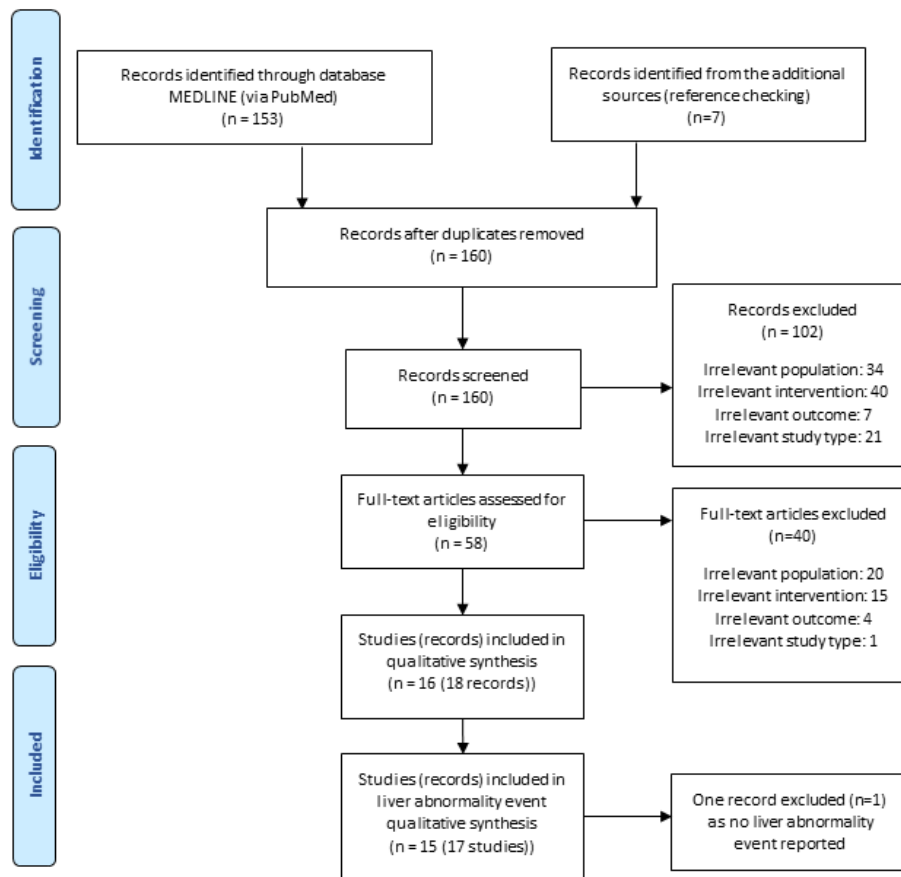 Identification
Records identified through database
MEDLINE (via PubMed)
(n = 153)
Records identified from the additional
sources (reference checking)
(n=7)
Records after duplicates removed
(n = 160)
Screening
Records screened
(n = 160)
Records excluded
(n = 102)
Irrelevant population: 34
Irrelevant intervention: 40
Irrelevant outcome: 7
Irrelevant study type: 21
Eligibility
Full-text articles assessed for
eligibility
(n = 58)
Full-text articles excluded
(n=40)
Irrelevant population: 20
Irrelevant intervention: 15
Irrelevant outcome: 4
Irrelevant study type: 1
Studies (records) included in
qualitative synthesis
(n = 16 (18 records))
Included
Studies (records) included in
liver abnormality event
qualitative synthesis
(n = 15 (17 studies))
One record excluded (n=1)
as no liver abnormality
event reported